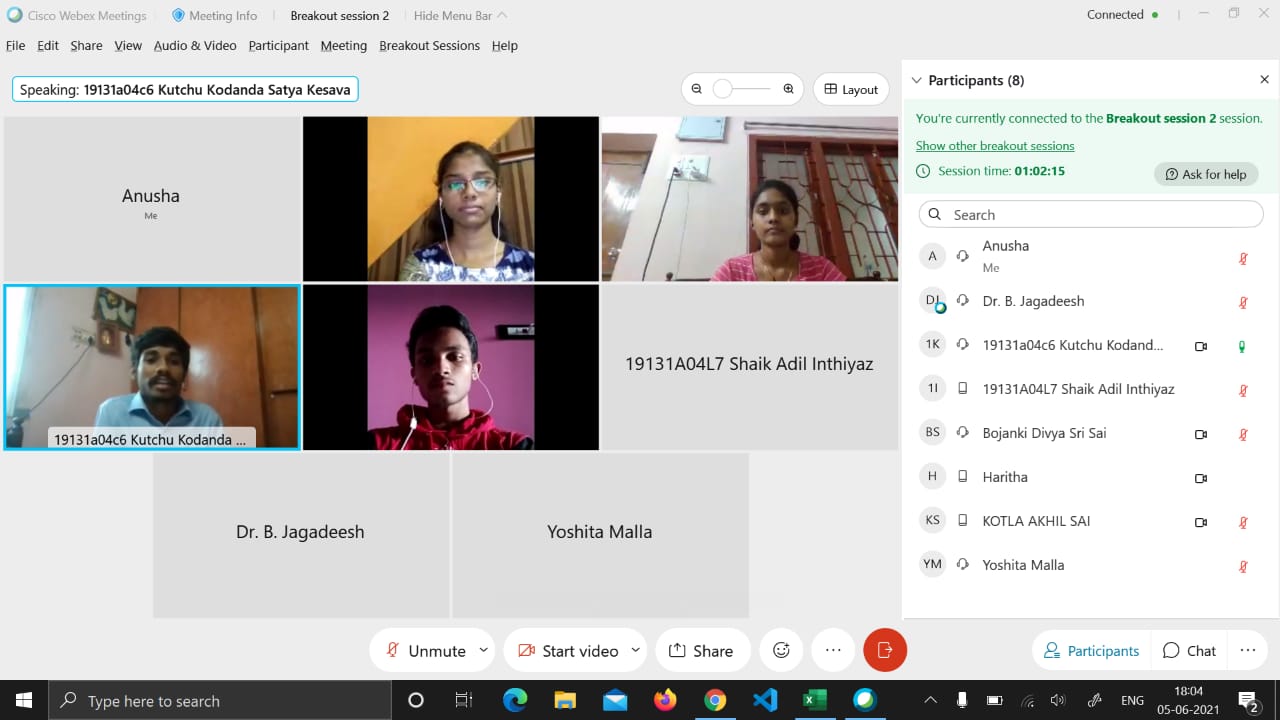 Cisco Webex Meetings
Meeting Info
Breakout session 2
Hide Menu Bar
Connected
File Edit Share View Audio & Video Participant Meeting Breakout Sessions Help
Speaking: 19131a04c6 Kutchu Kodanda Satya Kesava
Layout
Anusha
Me
19131a04c6 Kutchu Kodanda ...
19131A04L7 Shaik Adil Inthiyaz
Dr. B. Jagadeesh
Yoshita Malla
Participants (8)
You're currently connected to the Breakout session 2 session.
Show other breakout sessions
Session time: 01:02:15
Ask for help
Search
A Anusha
Me
DJ Dr. B. Jagadeesh
1K 19131a04c6 Kutchu Kodand...
1I 19131A04L7 Shaik Adil Inthiyaz
BS Bojanki Divya Sri Sai
H Haritha
KS KOTLA AKHIL SAI
YM Yoshita Malla
Unmute
Start video
Share
Participants
Chat
Type here to search
ENG
18:04
05-06-2021
2